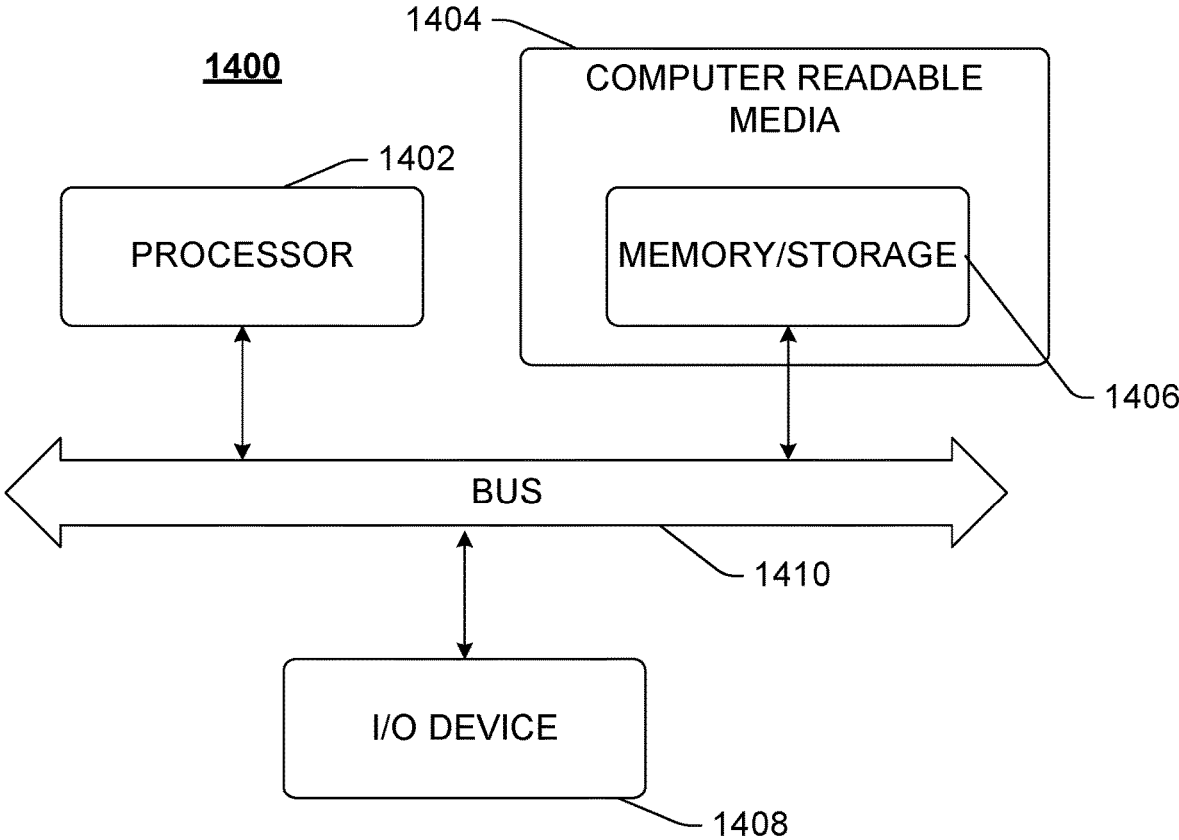 1404
1400
COMPUTER READABLE
MEDIA
1402
PROCESSOR
MEMORY/STORAGE
1406
BUS
1410
I/O DEVICE
1408